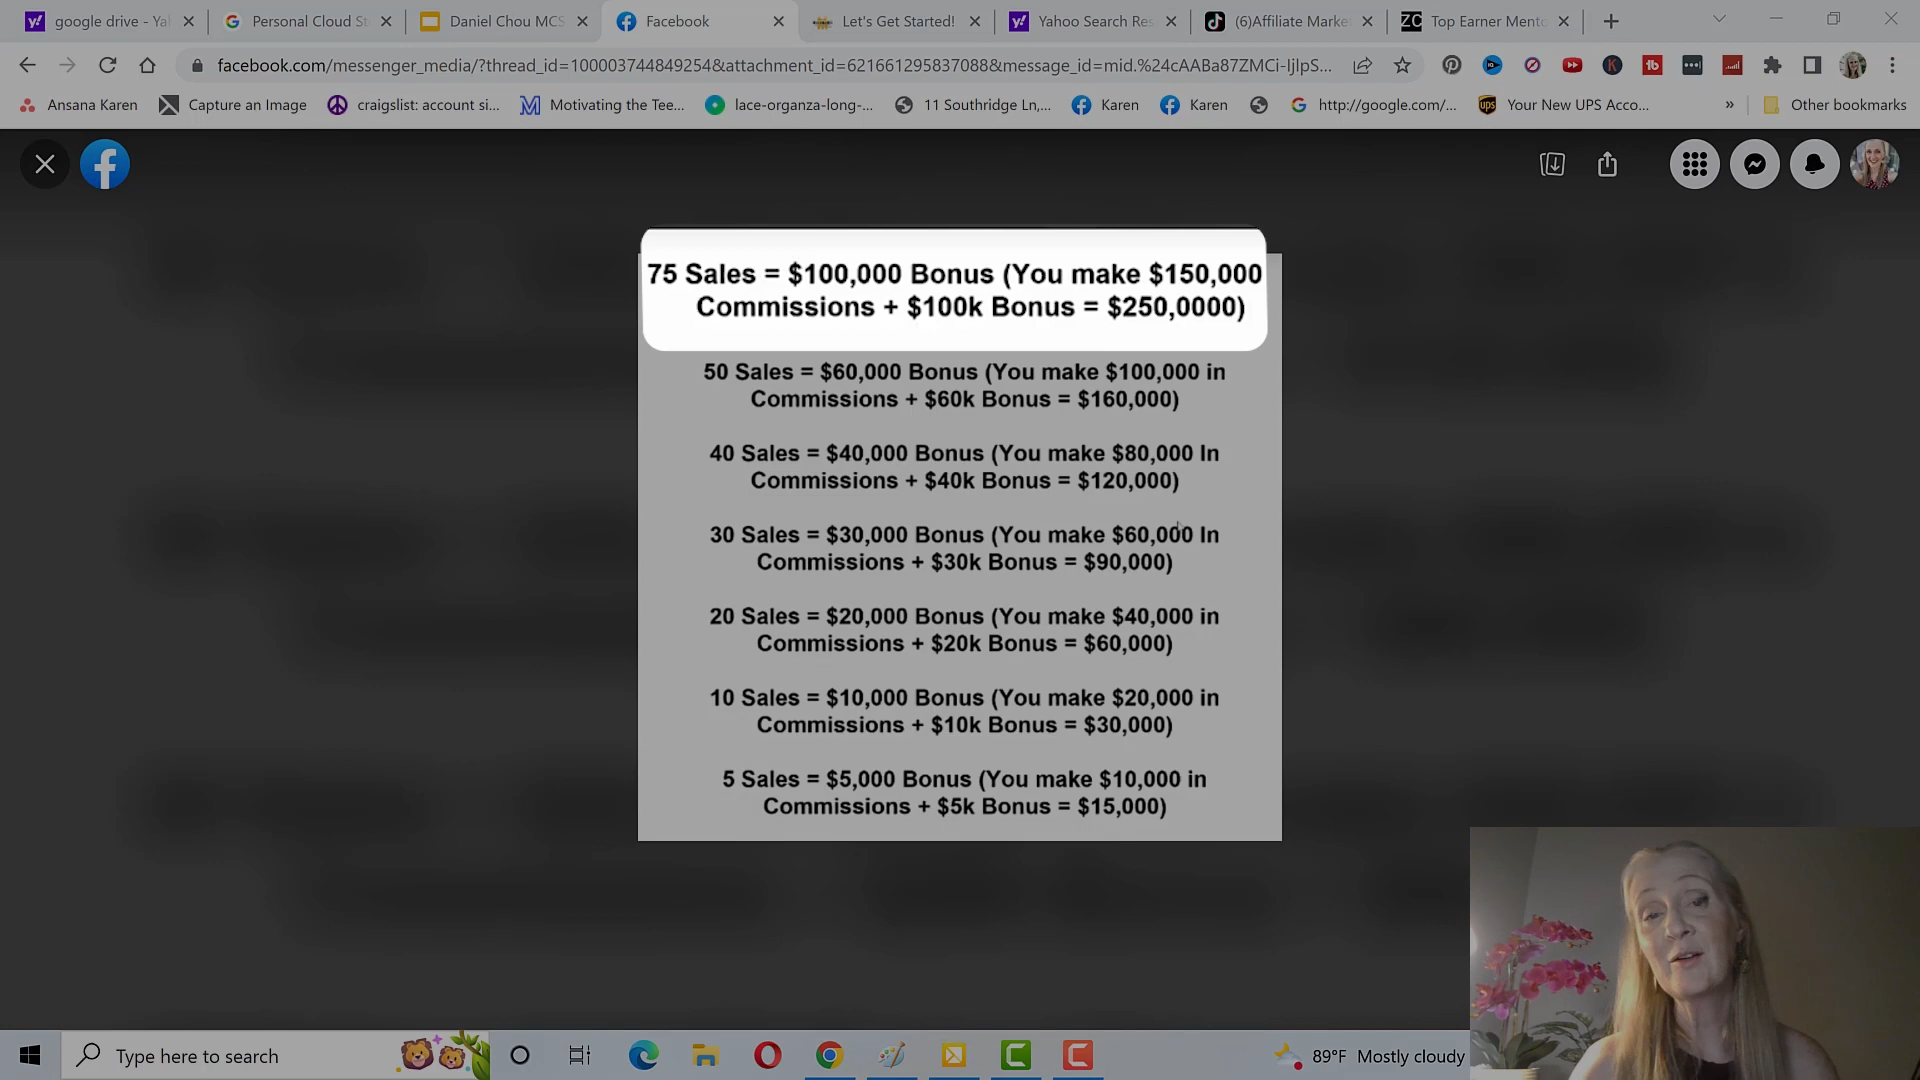 google drive - Yah
Personal Cloud St
Daniel Chou MCS
Facebook
Let's Get Started!
Yahoo Search Res
(6)Affiliate Marke
ZC
Top Earner Mento
facebook.com/messenger_media/?thread_id=100003744849254&attachment_id=621661295837088&message_id=mid.%24cAABa87ZMCi-IjlpS...
Ansana Karen
Capture an Image
craigslist: account si...
Motivating the Tee...
lace-organza-long-...
11 Southridge Ln,...
Karen
Karen
http://google.com/...
Your New UPS Acco...
»
Other bookmarks
75 Sales = $100,000 Bonus (You make $150,000
Commissions + $100k Bonus = $250,0000)
50 Sales = $60,000 Bonus (You make $100,000 in
Commissions + $60k Bonus = $160,000)
40 Sales = $40,000 Bonus (You make $80,000 In
Commissions + $40k Bonus = $120,000)
30 Sales = $30,000 Bonus (You make $60,000 In
Commissions + $30k Bonus = $90,000)
20 Sales = $20,000 Bonus (You make $40,000 in
Commissions + $20k Bonus = $60,000)
10 Sales = $10,000 Bonus (You make $20,000 in
Commissions + $10k Bonus = $30,000)
5 Sales = $5,000 Bonus (You make $10,000 in
Commissions + $5k Bonus = $15,000)
Type here to search
89°F Mostly cloudy